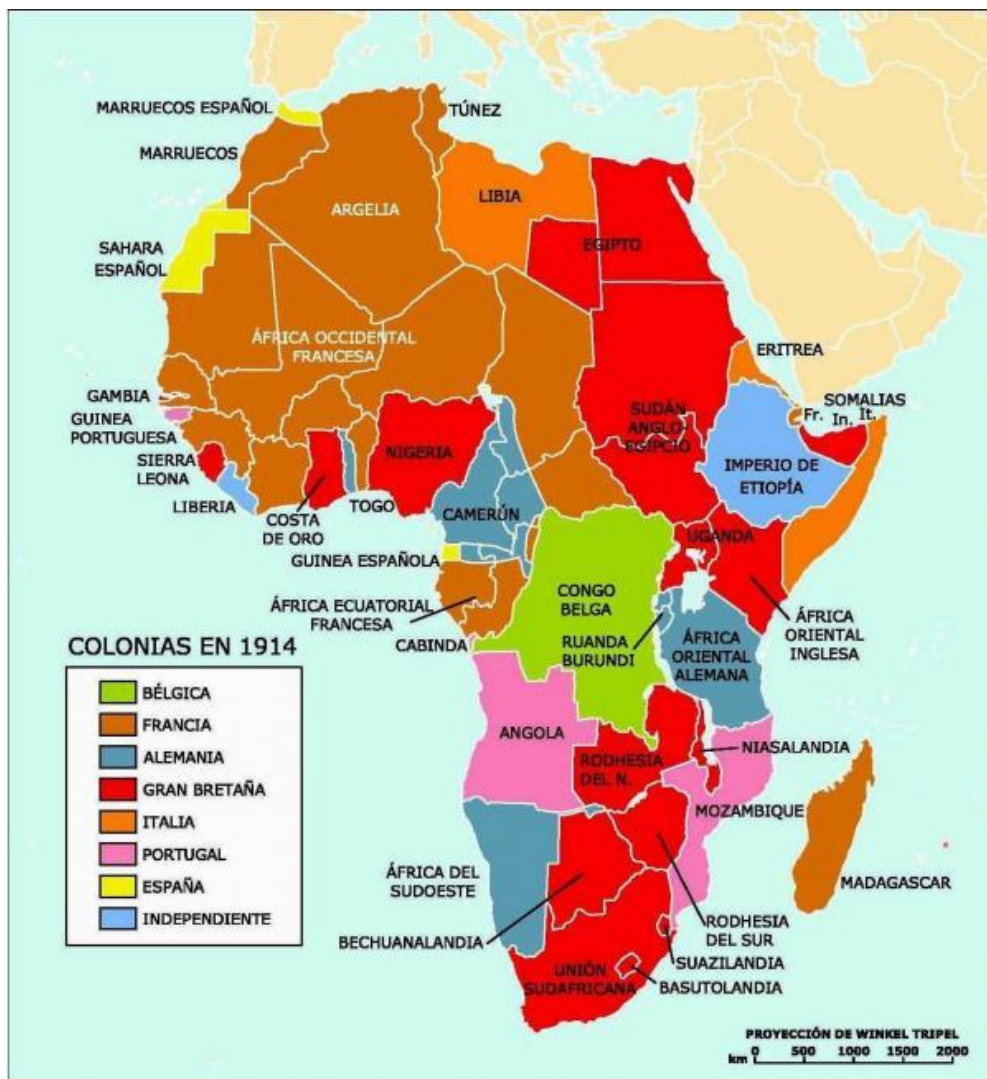 MARRUECOS ESPAÑOL
TÚNEZ
MARRUECOS
ARGELIA
LIBIA
EGIPTO
SAHARA
ESPAÑOL
ÁFRICA OCCIDENTAL
FRANCESA
ERITREA
GAMBIA
SOMALIAS
Fr.
In.
It.
GUINEA
PORTUGUESA
SUDÁN
ANGLO-
EGIPCIO
SIERRA
LEONA
NIGERIA
IMPERIO DE
ETIOPÍA
LIBERIA
COSTA
DE ORO
TOGO
CAMERÚN
UGANDA
GUINEA ESPAÑOLA
CONGO
BELGA
ÁFRICA ECUATORIAL
FRANCESA
CABINDA
RUANDA
BURUNDI
ÁFRICA
ORIENTAL
ALEMANA
ÁFRICA
ORIENTAL
INGLESA
COLONIAS EN 1914
BÉLGICA
FRANCIA
ALEMANIA
GRAN BRETAÑA
ITALIA
PORTUGAL
ESPAÑA
INDEPENDIENTE
ANGOLA
RODHESIA
DEL N.
NIASALANDIA
MOZAMBIQUE
ÁFRICA DEL
SUDOESTE
MADAGASCAR
BECHUANALANDIA
RODHESIA
DEL SUR
SUAZILANDIA
UNIÓN
SUDAFRICANA
BASUTOLANDIA
PROYECCIÓN DE WINKEL TRIPEL
km 0 500 1000 1500 2000